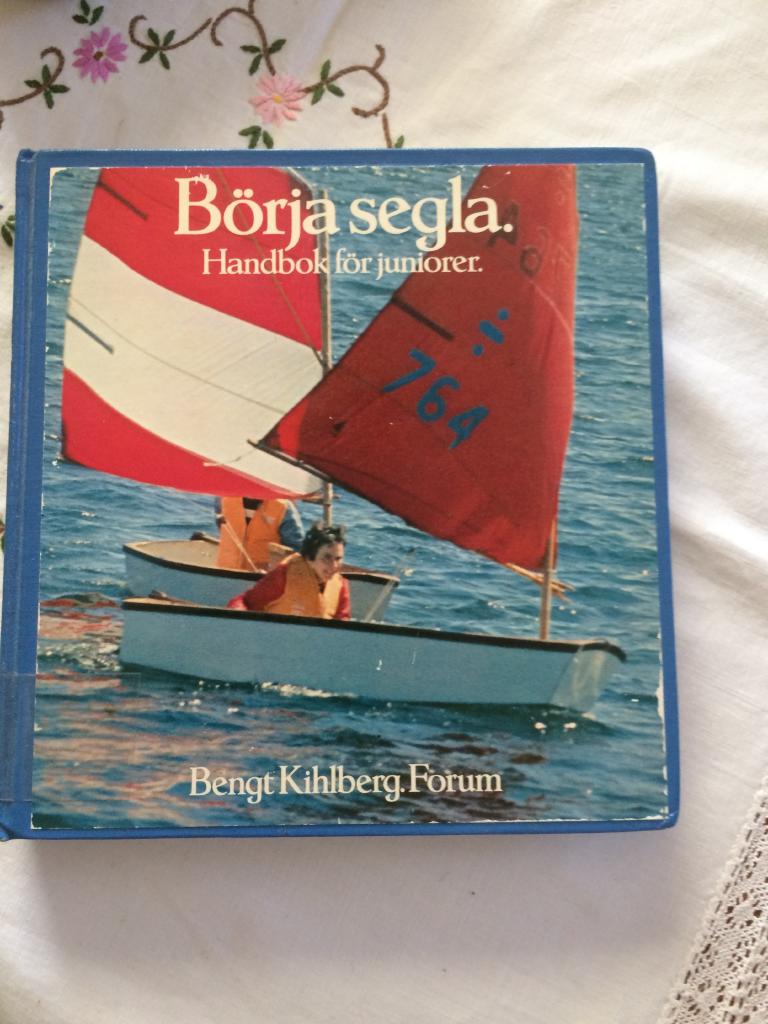 Börja segla.
Handbok för juniorer.
764
Bengt Kihlberg. Forum